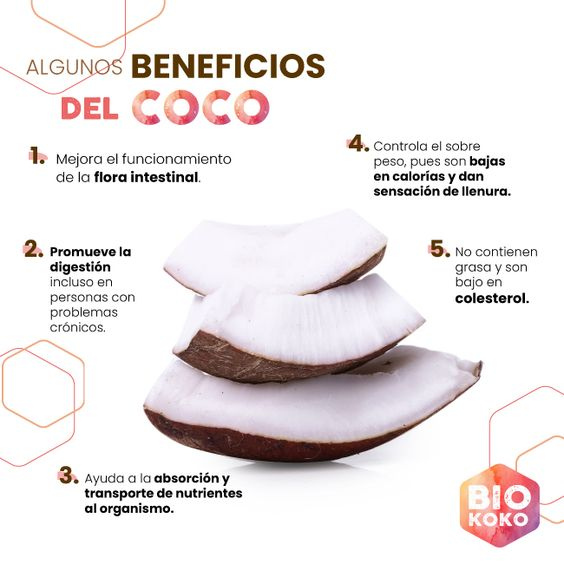 ALGUNOS BENEFICIOS
DEL COCO
1. Mejora el funcionamiento
de la flora intestinal.
2. Promueve la
digestión
incluso en
personas con
problemas
crónicos.
3. Ayuda a la absorción y
transporte de nutrientes
al organismo.
4. Controla el sobre
peso, pues son bajas
en calorías y dan
sensación de llenura.
5. No contienen
grasa y son
bajo en
colesterol.
BIO
KOKO